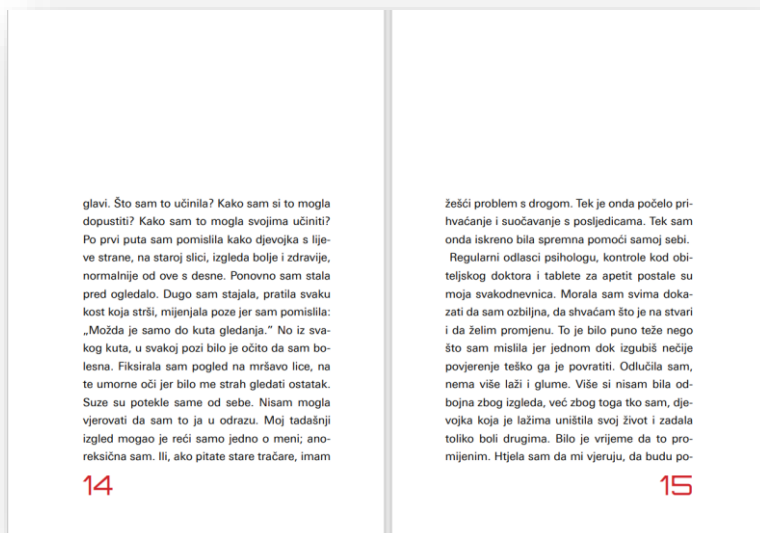 glavi. Što sam to učinila? Kako sam si to mogla
dopustiti? Kako sam to mogla svojima učiniti?
Po prvi puta sam pomislila kako djevojka s lije-
ve strane, na staroj slici, izgleda bolje i zdravije,
normalnije od ove s desne. Ponovno sam stala
pred ogledalo. Dugo sam stajala, pratila svaku
kost koja strši, mijenjala poze jer sam pomislila:
„Možda je samo do kuta gledanja.” No iz sva-
kog kuta, u svakoj pozi bilo je očito da sam bo-
lesna. Fiksirala sam pogled na mršavo lice, na
te umorne oči jer bilo me strah gledati ostatak.
Suze su potekle same od sebe. Nisam mogla
vjerovati da sam to ja u odrazu. Moj tadašnji
izgled mogao je reći samo jedno o meni; ano-
reksična sam. Ili, ako pitate stare tračare, imam
14
žešći problem s drogom. Tek je onda počelo pri-
hvaćanje i suočavanje s posljedicama. Tek sam
onda iskreno bila spremna pomoći samoj sebi.
Regularni odlasci psihologu, kontrole kod obi-
teljskog doktora i tablete za apetit postale su
moja svakodnevnica. Morala sam svima doka-
zati da sam ozbiljna, da shvaćam što je na stvari
i da želim promjenu. To je bilo puno teže nego
što sam mislila jer jednom dok izgubiš nečije
povjerenje teško ga je povratiti. Odlučila sam,
nema više laži i glume. Više si nisam bila od-
bojna zbog izgleda, već zbog toga tko sam, dje-
vojka koja je lažima uništila svoj život i zadala
toliko boli drugima. Bilo je vrijeme da to pro-
mijenim. Htjela sam da mi vjeruju, da budu po-
15